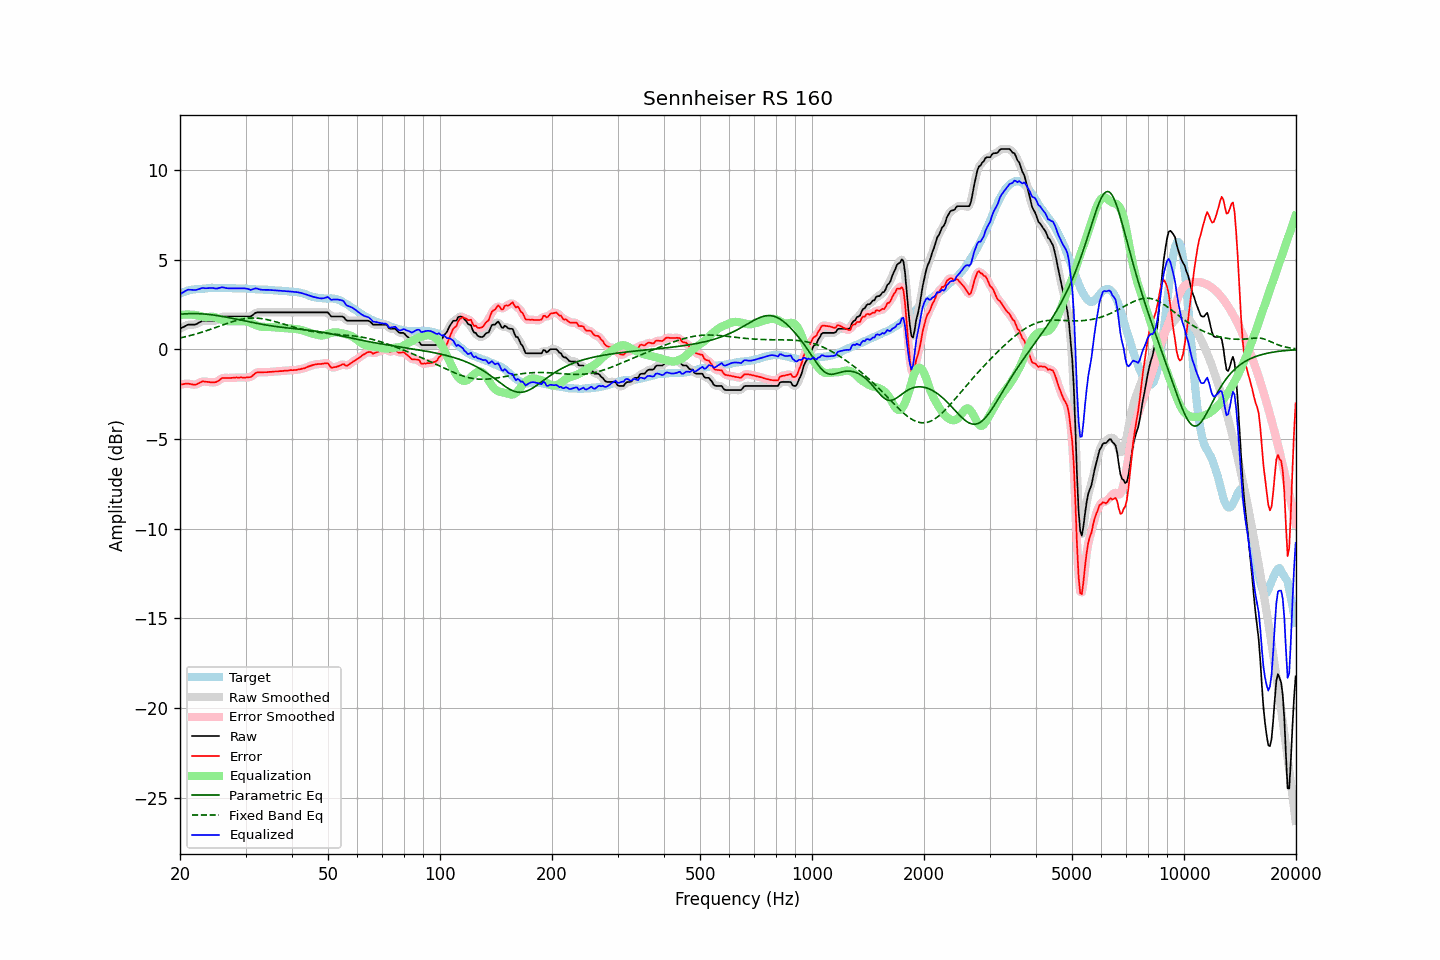 Sennheiser RS 160
Amplitude (dBr)
10
5
0
−5
−10
−15
−20
−25
Target
Raw Smoothed
Error Smoothed
Raw
Error
Equalization
Parametric Eq
Fixed Band Eq
Equalized
20 50 100 200 500 1000 2000 5000 10000 20000
Frequency (Hz)